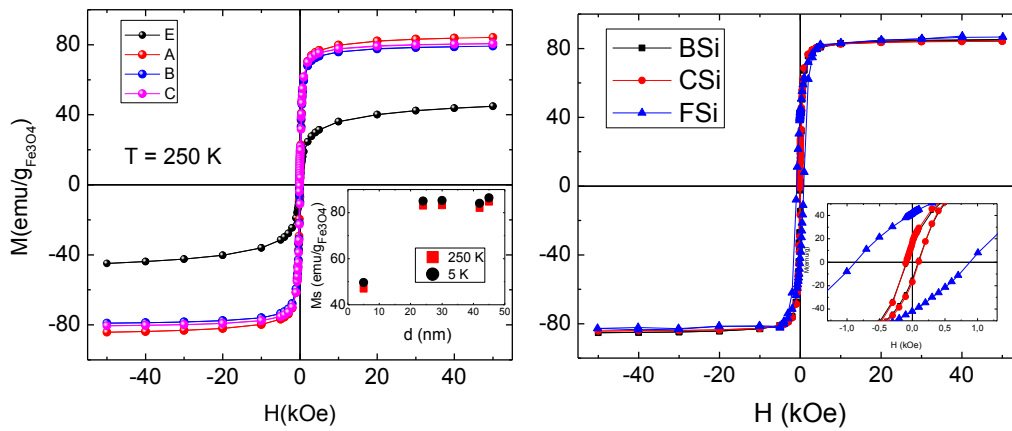 E
A
B
C
T = 250 K
M(emu/g_Fe3O4)
80
40
0
-40
-80
-40 -20 0 20 40
H(kOe)
Ms (emu/g_Fe3O4)
80
60
40
250 K
5 K
0 10 20 30 40 50
d (nm)
BSi
CSi
FSi
80
40
0
-40
-80
-40 -20 0 20 40
H (kOe)
40
20
0
-20
-40
-1.0 -0.5 0.0 0.5 1.0
H (kOe)